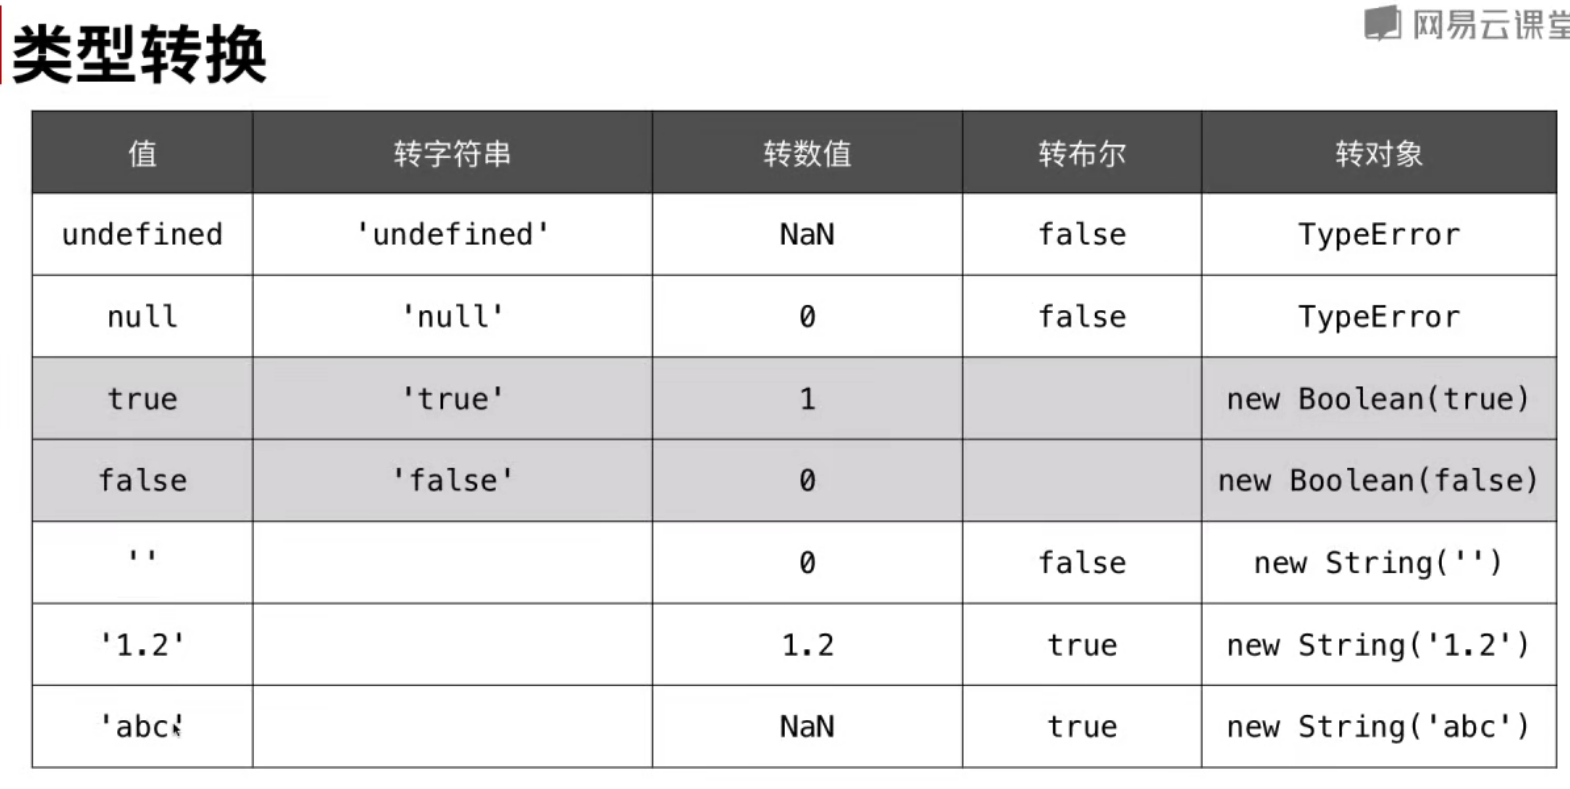 网易云课堂
类型转换
值 转字符串 转数值 转布尔 转对象
undefined 'undefined' NaN false TypeError
null 'null' 0 false TypeError
true 'true' 1 new Boolean(true)
false 'false' 0 new Boolean(false)
'' 0 false new String('')
'1.2' 1.2 true new String('1.2')
'abc' NaN true new String('abc')